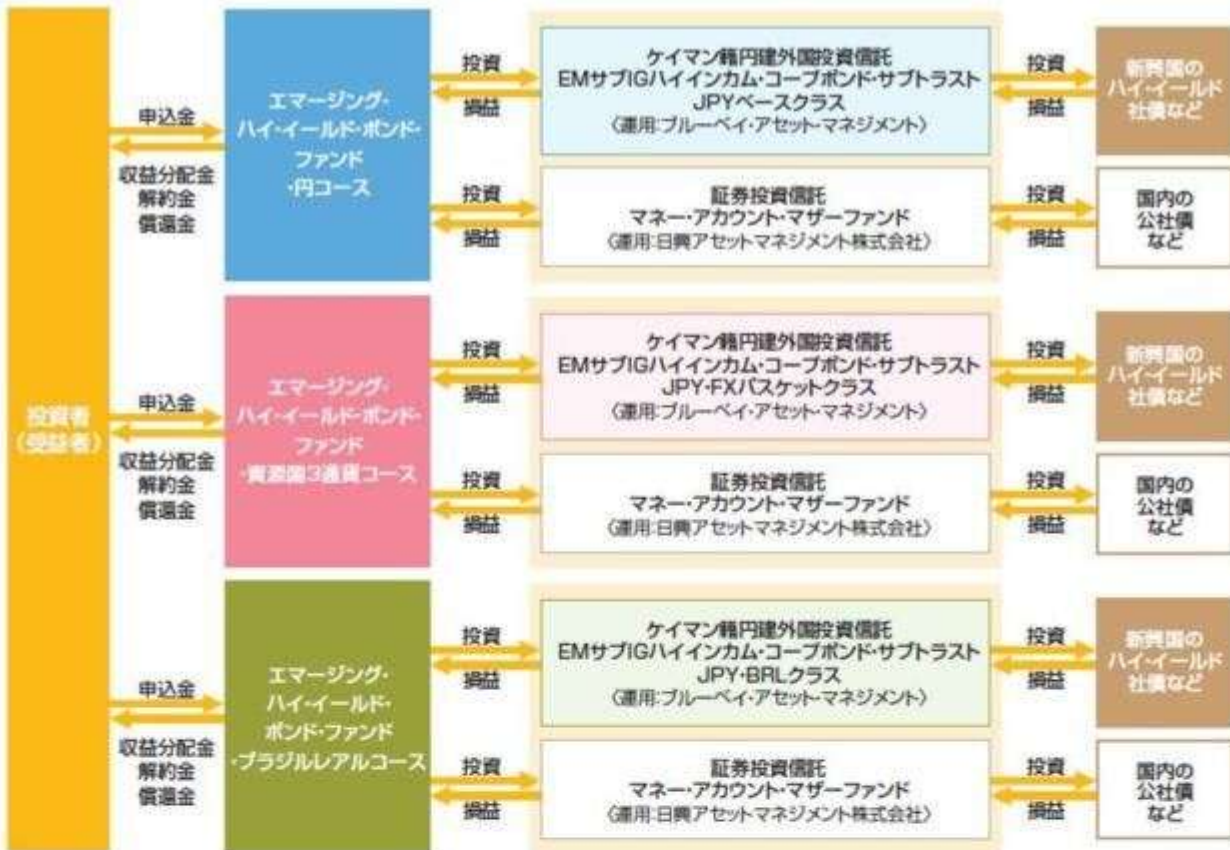 投資者
(受益者)
申込金
収益分配金
解約金
償還金
エマージング・
ハイ・イールド・ボンド・
ファンド
・円コース
投資
損益
ケイマン籍円建外国投資信託
EMサブIGハイインカム・コープボンド・サブトラスト
JPYベースクラス
〈運用:ブルーベイ・アセット・マネジメント〉
投資
損益
新興国の
ハイ・イールド
社債など
投資
損益
証券投資信託
マネー・アカウント・マザーファンド
〈運用:日興アセットマネジメント株式会社〉
投資
損益
国内の
公社債
など
申込金
収益分配金
解約金
償還金
エマージング・
ハイ・イールド・ボンド・
ファンド
・資源国3通貨コース
投資
損益
ケイマン籍円建外国投資信託
EMサブIGハイインカム・コープボンド・サブトラスト
JPY・FXバスケットクラス
〈運用:ブルーベイ・アセット・マネジメント〉
投資
損益
新興国の
ハイ・イールド
社債など
投資
損益
証券投資信託
マネー・アカウント・マザーファンド
〈運用:日興アセットマネジメント株式会社〉
投資
損益
国内の
公社債
など
申込金
収益分配金
解約金
償還金
エマージング・
ハイ・イールド・
ボンド・ファンド
・ブラジルレアルコース
投資
損益
ケイマン籍円建外国投資信託
EMサブIGハイインカム・コープボンド・サブトラスト
JPY・BRLクラス
〈運用:ブルーベイ・アセット・マネジメント〉
投資
損益
新興国の
ハイ・イールド
社債など
投資
損益
証券投資信託
マネー・アカウント・マザーファンド
〈運用:日興アセットマネジメント株式会社〉
投資
損益
国内の
公社債
など